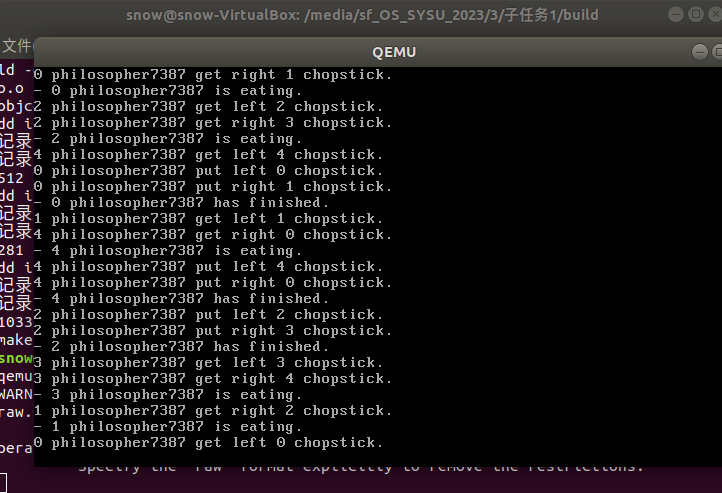 snow@snow-VirtualBox: /media/sf_OS_SYSU_2023/3/子任务1/build
文件
QEMU
0 philosopher7387 get right 1 chopstick.
- 0 philosopher7387 is eating.
2 philosopher7387 get left 2 chopstick.
2 philosopher7387 get right 3 chopstick.
- 2 philosopher7387 is eating.
4 philosopher7387 get left 4 chopstick.
0 philosopher7387 put left 0 chopstick.
0 philosopher7387 put right 1 chopstick.
- 0 philosopher7387 has finished.
1 philosopher7387 get left 1 chopstick.
4 philosopher7387 get right 0 chopstick.
- 4 philosopher7387 is eating.
4 philosopher7387 put left 4 chopstick.
4 philosopher7387 put right 0 chopstick.
- 4 philosopher7387 has finished.
2 philosopher7387 put left 2 chopstick.
2 philosopher7387 put right 3 chopstick.
- 2 philosopher7387 has finished.
3 philosopher7387 get left 3 chopstick.
3 philosopher7387 get right 4 chopstick.
- 3 philosopher7387 is eating.
1 philosopher7387 get right 2 chopstick.
- 1 philosopher7387 is eating.
0 philosopher7387 get left 0 chopstick.
ld -
o.o
objc
dd i
记录
记录
512
dd i
记录
记录
281
dd i
记录
记录
1033
make
snow
qemu
WARN
raw.
opera
Specify the 'raw' format explicitly to remove the restrictions.